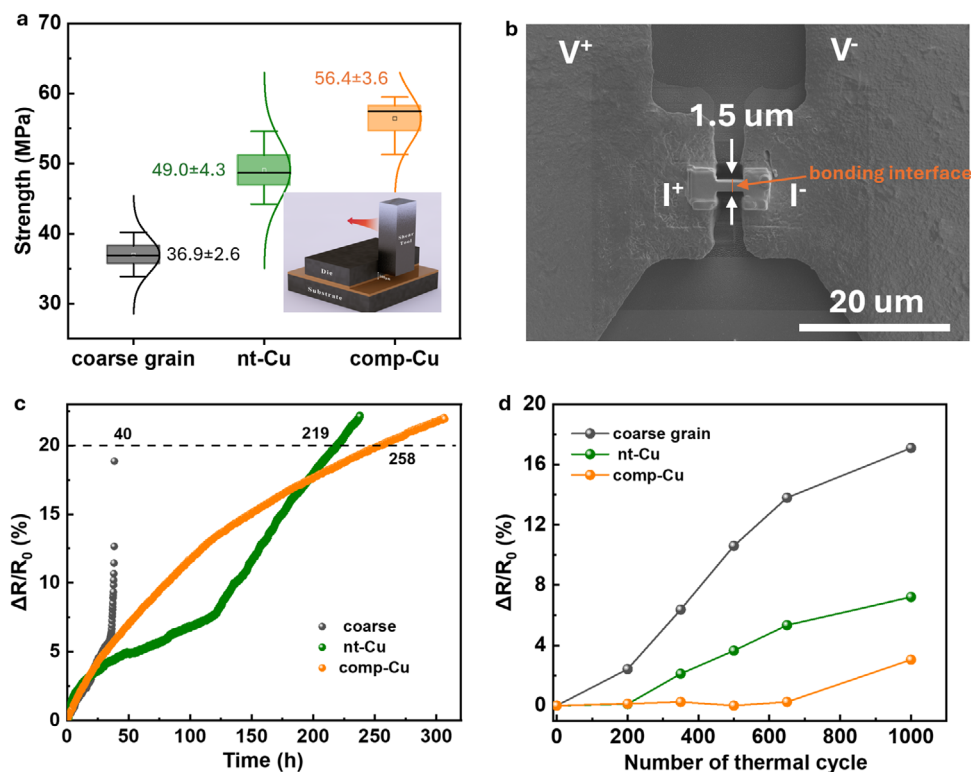 a
Strength (MPa)
70
60
50
40
30
56.4±3.6
49.0±4.3
36.9±2.6
Shear
Tool
Die
Substrate
coarse grain
nt-Cu
comp-Cu
b
V⁺
V⁻
1.5 um
bonding interface
I⁺
I⁻
20 um
c
ΔR/R₀ (%)
25
20
15
10
5
0
40
219
258
coarse
nt-Cu
comp-Cu
0 50 100 150 200 250 300
Time (h)
d
ΔR/R₀ (%)
20
16
12
8
4
0
coarse grain
nt-Cu
comp-Cu
0 200 400 600 800 1000
Number of thermal cycle